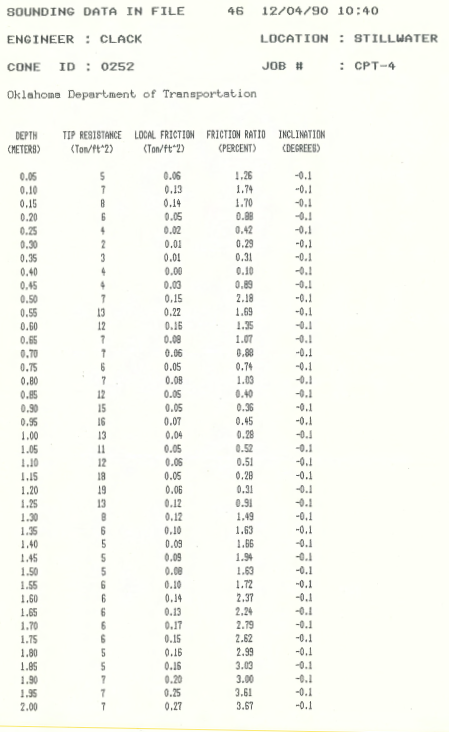 SOUNDING DATA IN FILE 46 12/04/90 10:40
ENGINEER : CLACK LOCATION : STILLWATER
CONE ID : 0252 JOB # : CPT-4
Oklahoma Department of Transportation
DEPTH TIP RESISTANCE LOCAL FRICTION FRICTION RATIO INCLINATION
(METERS) (Ton/ft^2) (Ton/ft^2) (PERCENT) (DEGREES)
0.05 5 0.06 1.26 -0.1
0.10 7 0.13 1.74 -0.1
0.15 8 0.14 1.70 -0.1
0.20 6 0.05 0.88 -0.1
0.25 4 0.02 0.42 -0.1
0.30 2 0.01 0.29 -0.1
0.35 3 0.01 0.31 -0.1
0.40 4 0.00 0.10 -0.1
0.45 4 0.03 0.89 -0.1
0.50 7 0.15 2.18 -0.1
0.55 13 0.22 1.69 -0.1
0.60 12 0.16 1.35 -0.1
0.65 7 0.08 1.07 -0.1
0.70 7 0.06 0.88 -0.1
0.75 6 0.05 0.74 -0.1
0.80 7 0.08 1.03 -0.1
0.85 12 0.05 0.40 -0.1
0.90 15 0.05 0.36 -0.1
0.95 16 0.07 0.45 -0.1
1.00 13 0.04 0.28 -0.1
1.05 11 0.05 0.52 -0.1
1.10 12 0.06 0.51 -0.1
1.15 18 0.05 0.28 -0.1
1.20 19 0.06 0.31 -0.1
1.25 13 0.12 0.91 -0.1
1.30 8 0.12 1.49 -0.1
1.35 6 0.10 1.63 -0.1
1.40 5 0.09 1.66 -0.1
1.45 5 0.09 1.94 -0.1
1.50 5 0.08 1.63 -0.1
1.55 6 0.10 1.72 -0.1
1.60 6 0.14 2.37 -0.1
1.65 6 0.13 2.24 -0.1
1.70 6 0.17 2.79 -0.1
1.75 6 0.15 2.62 -0.1
1.80 5 0.16 2.99 -0.1
1.85 5 0.16 3.03 -0.1
1.90 7 0.20 3.00 -0.1
1.95 7 0.25 3.61 -0.1
2.00 7 0.27 3.67 -0.1